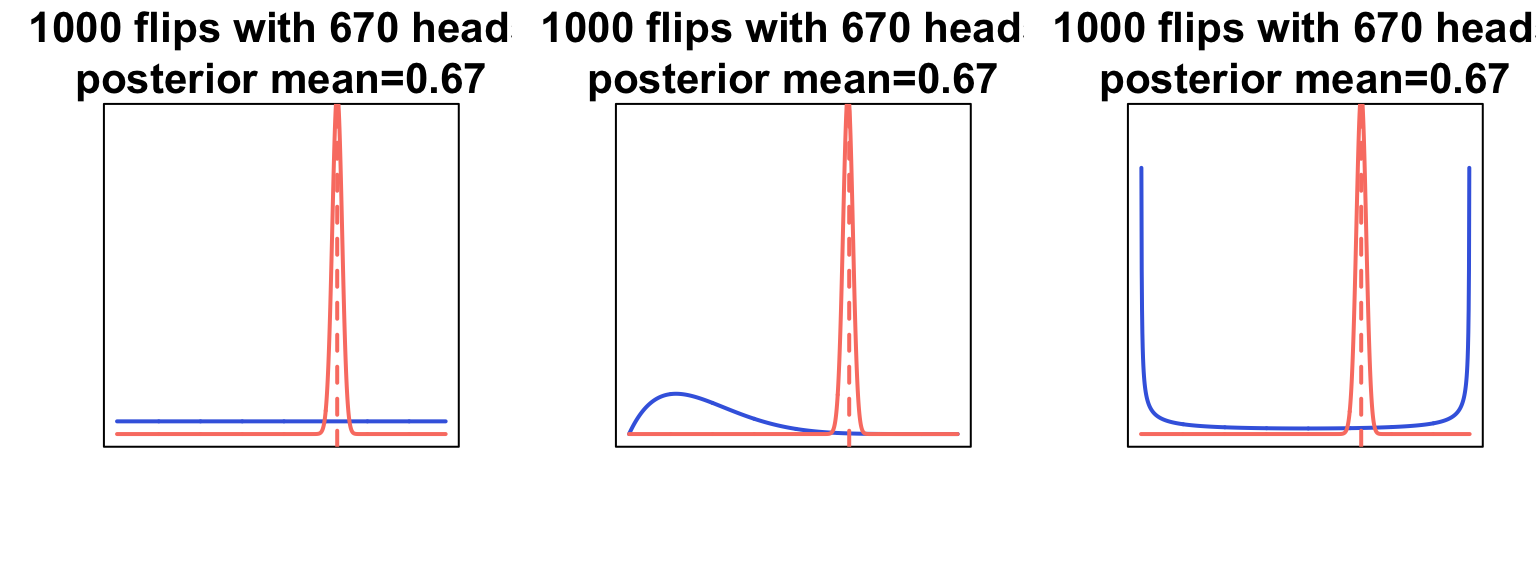 1000 flips with 670 head
posterior mean=0.67
1000 flips with 670 head
posterior mean=0.67
1000 flips with 670 head
posterior mean=0.67